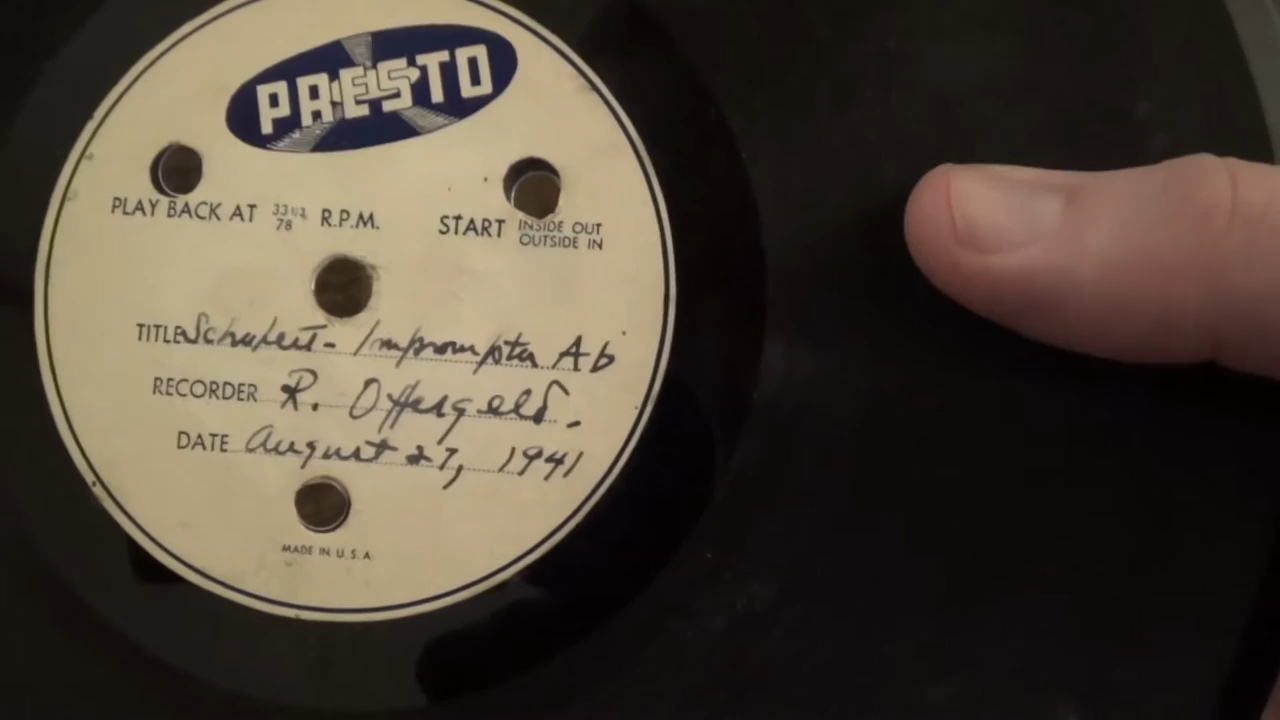 PRESTO
PLAY BACK AT 33 1/3 78 R.P.M. START INSIDE OUT OUTSIDE IN
TITLE Schubert - Impromptu Ab
RECORDER R. Offergeld.
DATE August 27, 1941
MADE IN U.S.A.